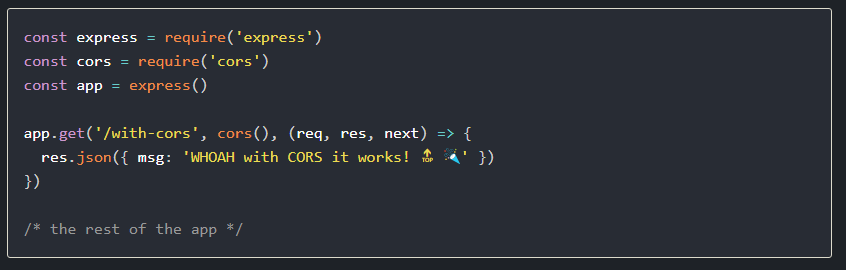 const express = require('express')
const cors = require('cors')
const app = express()
app.get('/with-cors', cors(), (req, res, next) => {
  res.json({ msg: 'WHOAH with CORS it works! 🔝 🎉' })
})
/* the rest of the app */